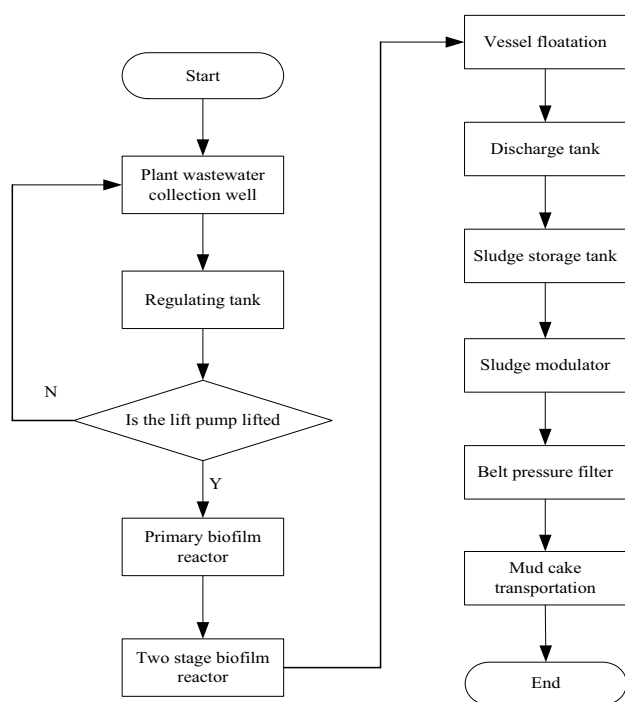 Start
Plant wastewater
collection well
Regulating tank
N
Is the lift pump lifted
Y
Primary biofilm
reactor
Two stage biofilm
reactor
Vessel floatation
Discharge tank
Sludge storage tank
Sludge modulator
Belt pressure filter
Mud cake
transportation
End